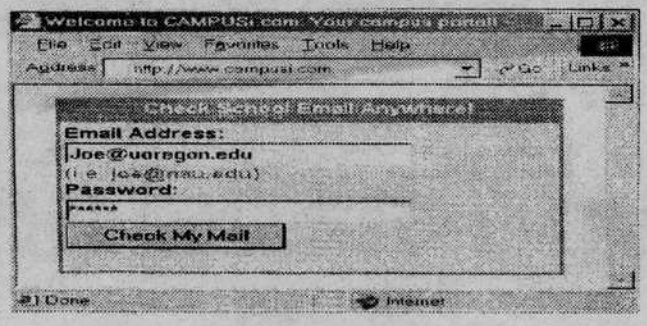 Welcome to CAMPUSi.com Your campus portal!
File Edit View Favorites Tools Help
Address http://www.campusi.com Go Links »
Check School Email Anywhere!
Email Address:
Joe@uoregon.edu
(i.e. joe@nau.edu)
Password:
******
Check My Mail
Done Internet